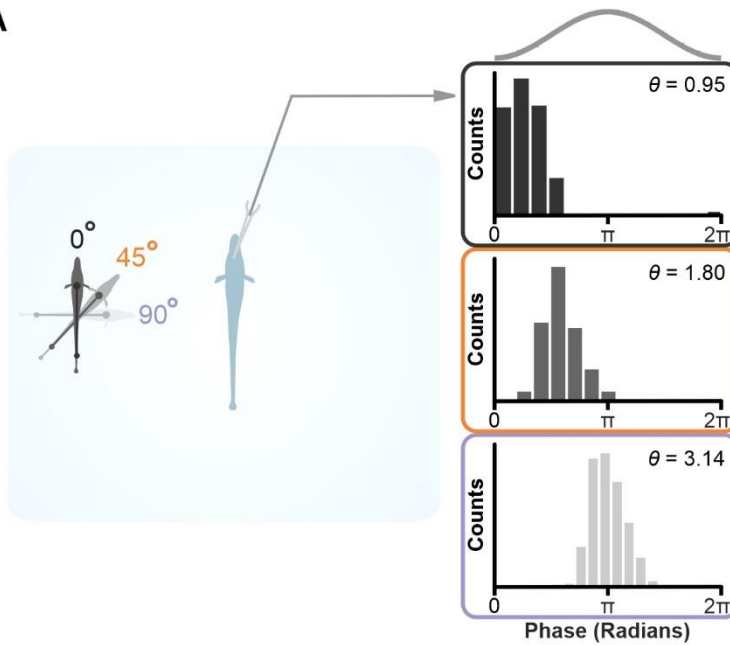 0°
45°
90°
Counts
θ = 0.95
0 π 2π
Counts
θ = 1.80
0 π 2π
Counts
θ = 3.14
0 π 2π
Phase (Radians)